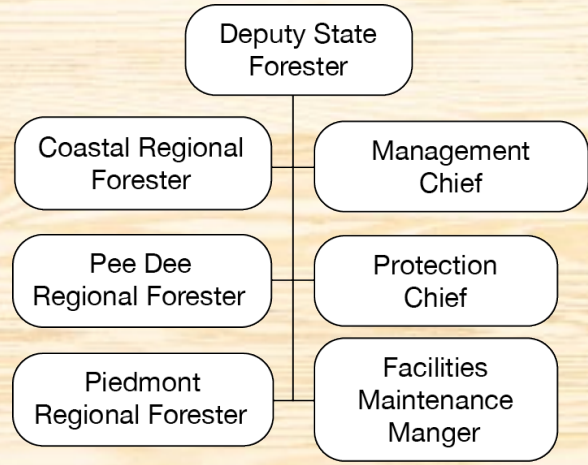 Deputy State
Forester
Coastal Regional
Forester
Management
Chief
Pee Dee
Regional Forester
Protection
Chief
Piedmont
Regional Forester
Facilities
Maintenance
Manger